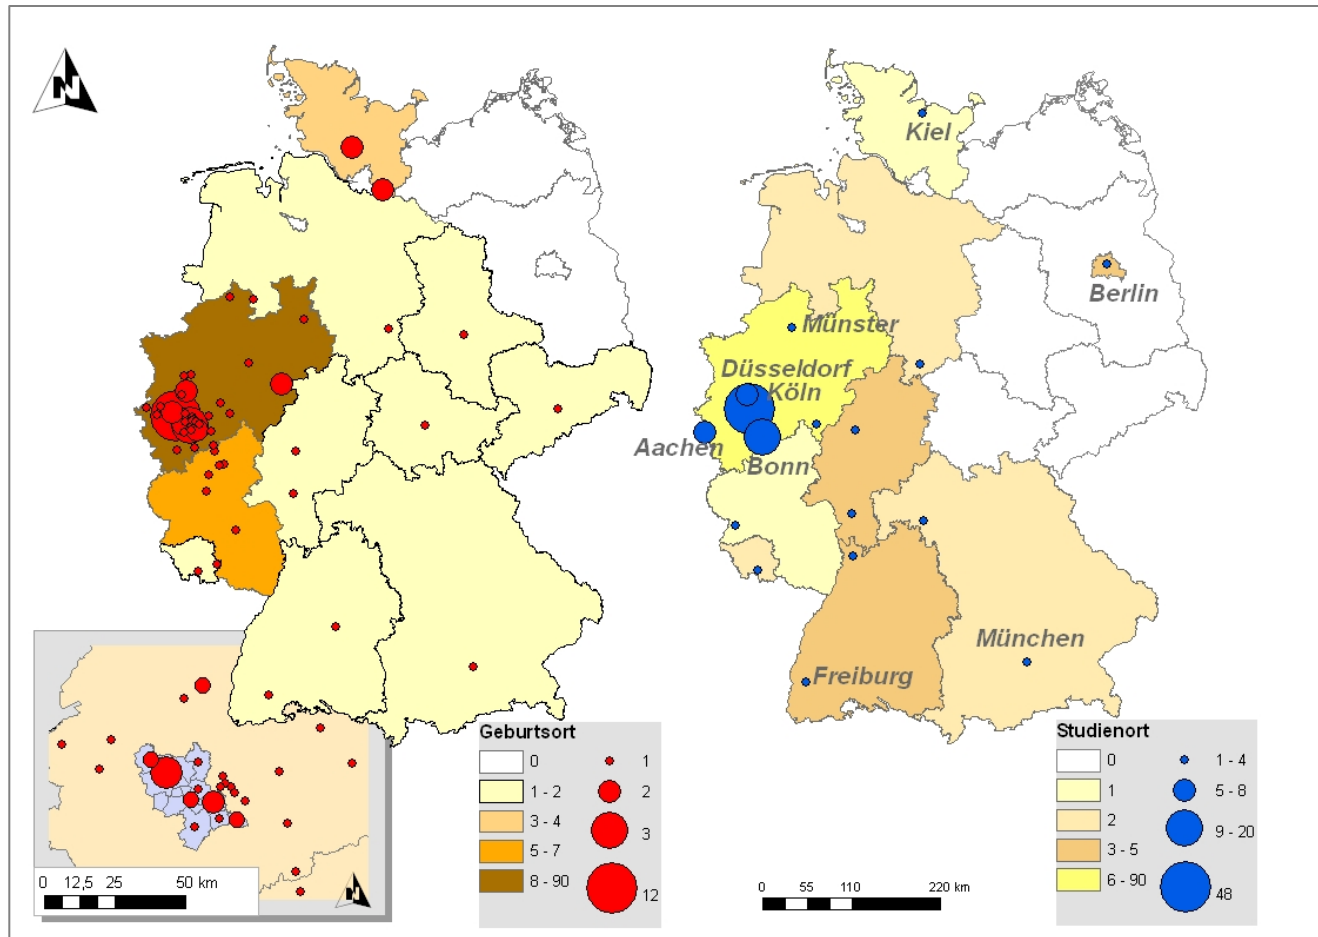 N
Kiel
Berlin
Münster
Düsseldorf
Köln
Aachen
Bonn
München
Freiburg
Geburtsort
0
1 - 2
3 - 4
5 - 7
8 - 90
1
2
3
12
Studienort
0
1
2
3 - 5
6 - 90
1 - 4
5 - 8
9 - 20
48
0 12,5 25 50 km
N
0 55 110 220 km